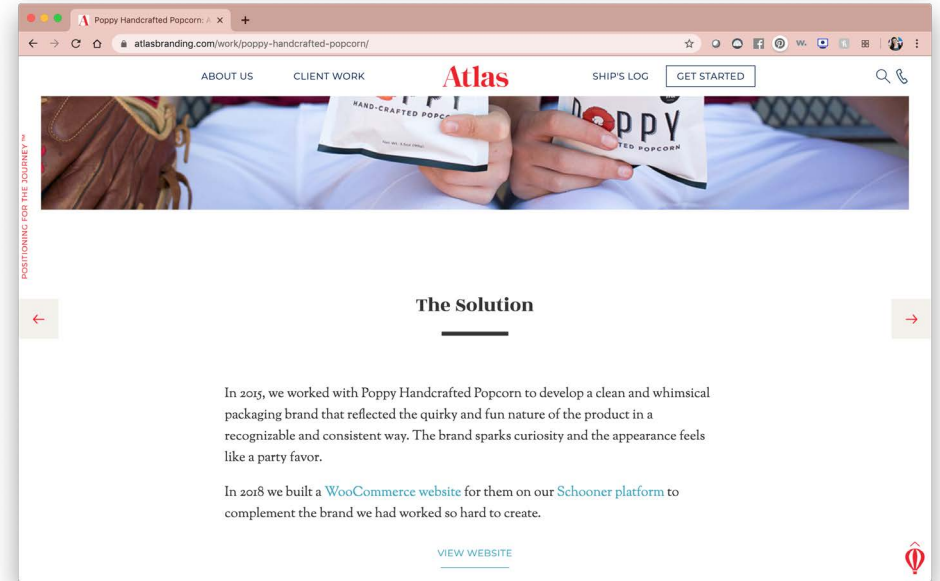 Poppy Handcrafted Popcorn: A
atlasbranding.com/work/poppy-handcrafted-popcorn/
ABOUT US
CLIENT WORK
Atlas
SHIP'S LOG
GET STARTED
POSITIONING FOR THE JOURNEY™
HAND-CRAFTED POPCO
POPPY
TED POPCORN
The Solution
In 2015, we worked with Poppy Handcrafted Popcorn to develop a clean and whimsical
packaging brand that reflected the quirky and fun nature of the product in a
recognizable and consistent way. The brand sparks curiosity and the appearance feels
like a party favor.
In 2018 we built a WooCommerce website for them on our Schooner platform to
complement the brand we had worked so hard to create.
VIEW WEBSITE